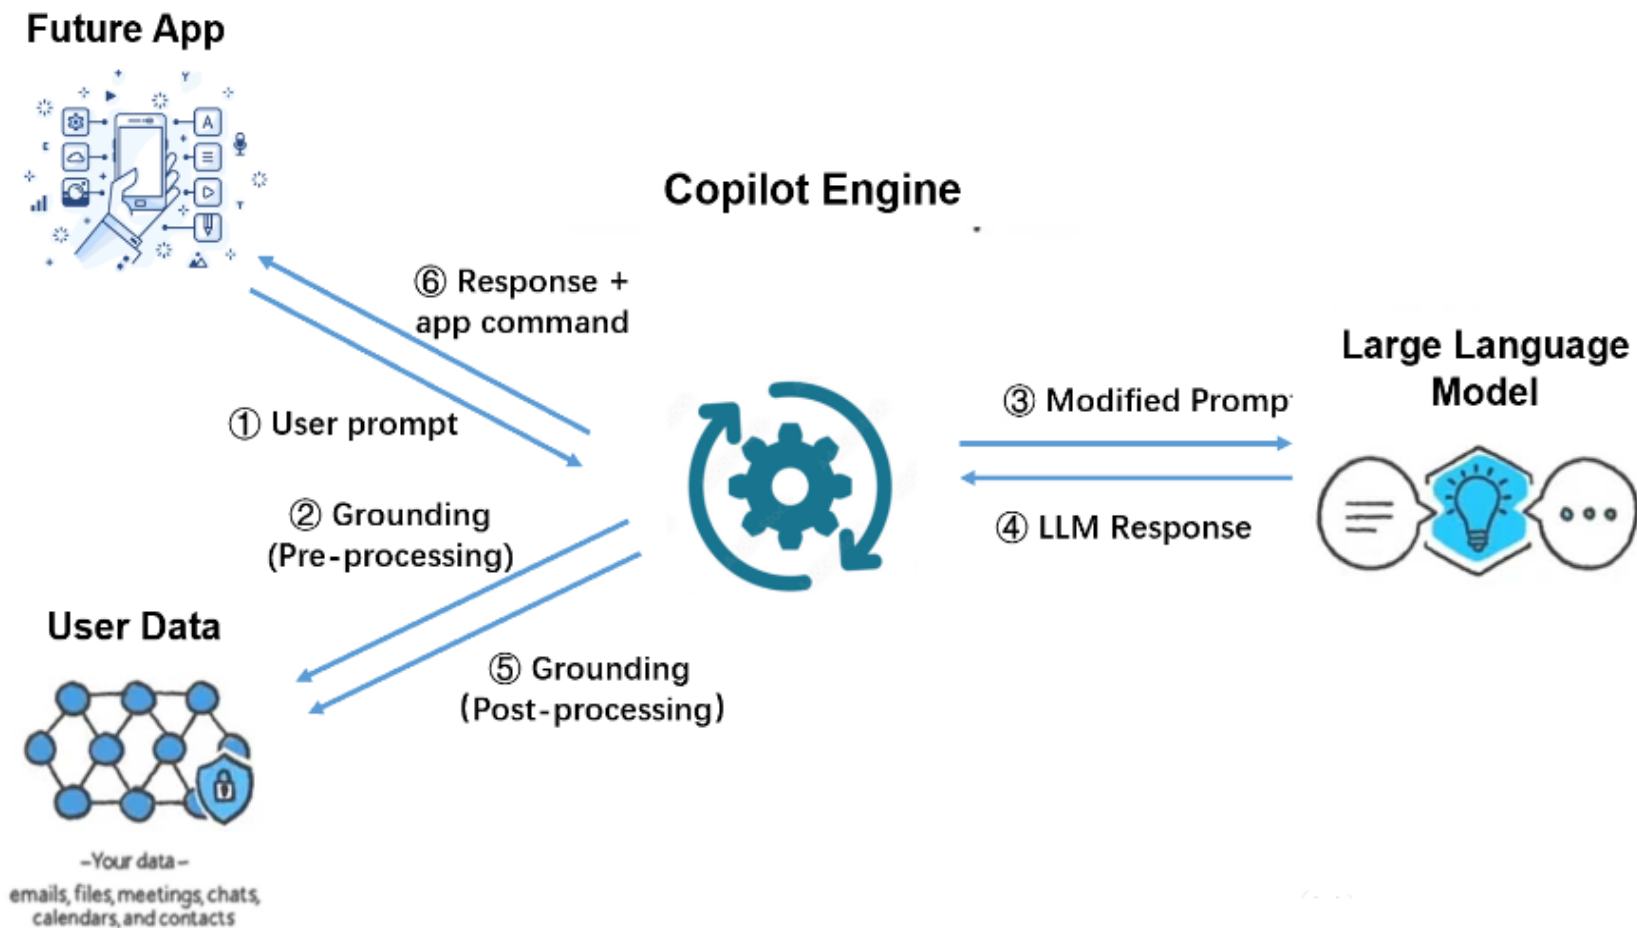 Future App
A
Copilot Engine
⑥ Response +
app command
① User prompt
② Grounding
(Pre-processing)
③ Modified Promp
④ LLM Response
Large Language
Model
User Data
⑤ Grounding
(Post-processing)
-Your data-
emails, files, meetings, chats,
calendars, and contacts